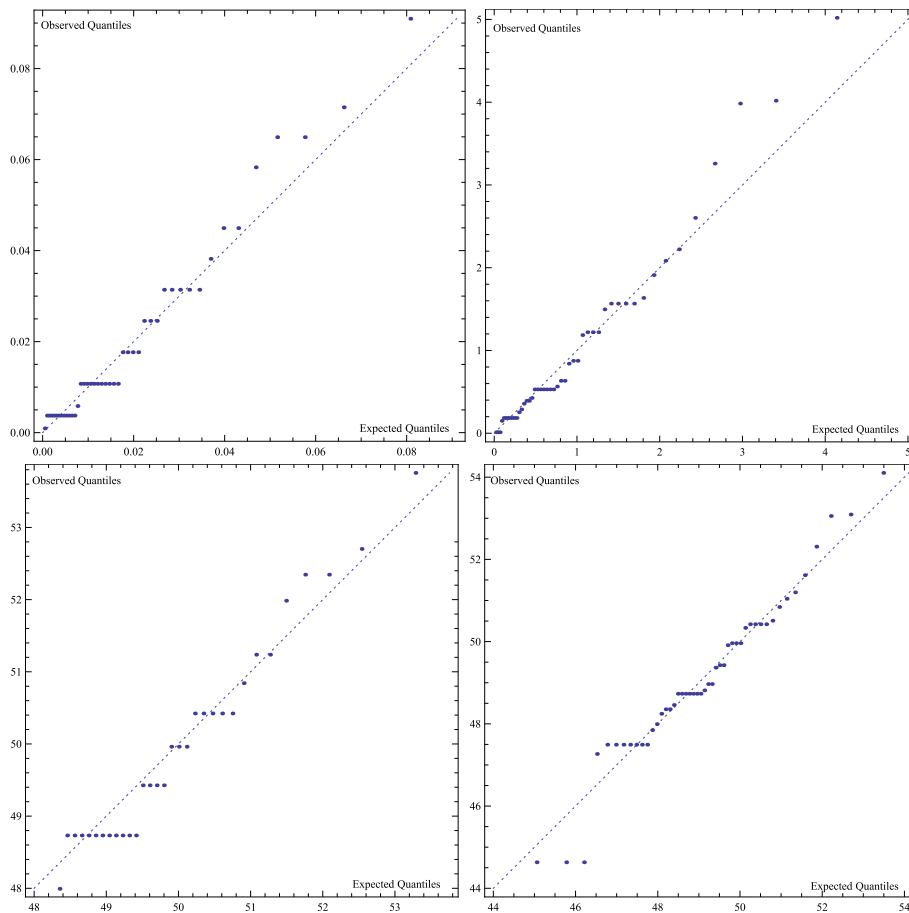 Observed Quantiles
0.08
0.06
0.04
0.02
0.00
Expected Quantiles
0.00 0.02 0.04 0.06 0.08
5
Observed Quantiles
4
3
2
1
0
Expected Quantiles
0 1 2 3 4 5
Observed Quantiles
53
52
51
50
49
48
Expected Quantiles
48 49 50 51 52 53
54
Observed Quantiles
52
50
48
46
44
Expected Quantiles
44 46 48 50 52 54